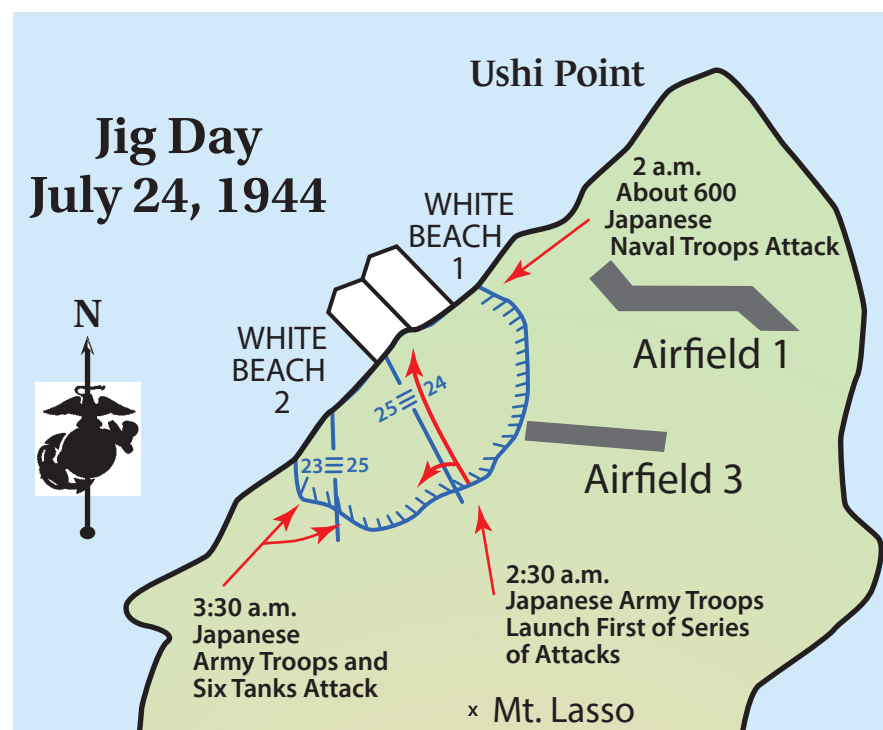 Ushi Point
Jig Day
July 24, 1944
2 a.m.
About 600
Japanese
Naval Troops Attack
WHITE
BEACH
1
N
WHITE
BEACH
2
Airfield 1
25
24
23
25
Airfield 3
2:30 a.m.
Japanese Army Troops
Launch First of Series
of Attacks
3:30 a.m.
Japanese
Army Troops and
Six Tanks Attack
x Mt. Lasso